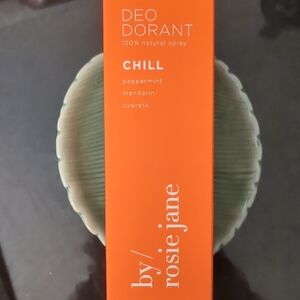 DEO
DORANT
100% natural spray
CHILL
peppermint
mandarin
cypress
by/
rosie jane